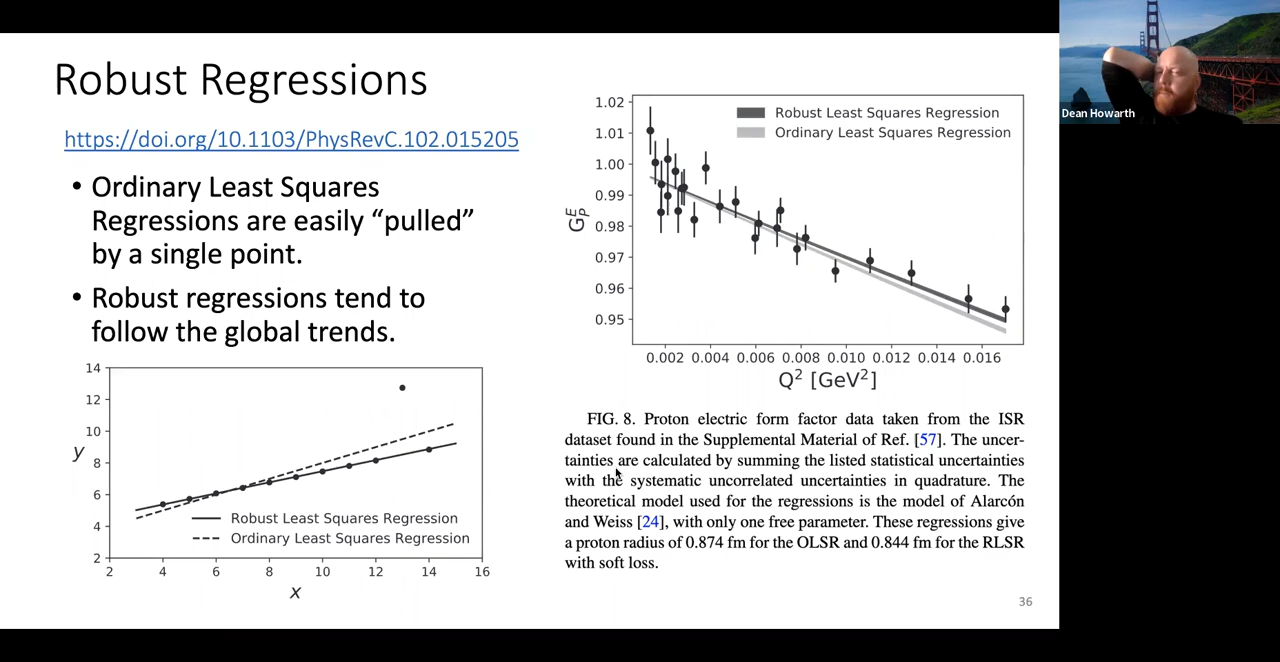 Robust Regressions
https://doi.org/10.1103/PhysRevC.102.015205
• Ordinary Least Squares
Regressions are easily “pulled”
by a single point.
• Robust regressions tend to
follow the global trends.
14
12
10
8
6
4
2
y
Robust Least Squares Regression
Ordinary Least Squares Regression
2 4 6 8 10 12 14 16
x
1.02
1.01
1.00
0.99
0.98
0.97
0.96
0.95
G_P^E
Robust Least Squares Regression
Ordinary Least Squares Regression
0.002 0.004 0.006 0.008 0.010 0.012 0.014 0.016
Q² [GeV²]
FIG. 8. Proton electric form factor data taken from the ISR
dataset found in the Supplemental Material of Ref. [57]. The uncer-
tainties are calculated by summing the listed statistical uncertainties
with the systematic uncorrelated uncertainties in quadrature. The
theoretical model used for the regressions is the model of Alarcón
and Weiss [24], with only one free parameter. These regressions give
a proton radius of 0.874 fm for the OLSR and 0.844 fm for the RLSR
with soft loss.
36
Dean Howarth